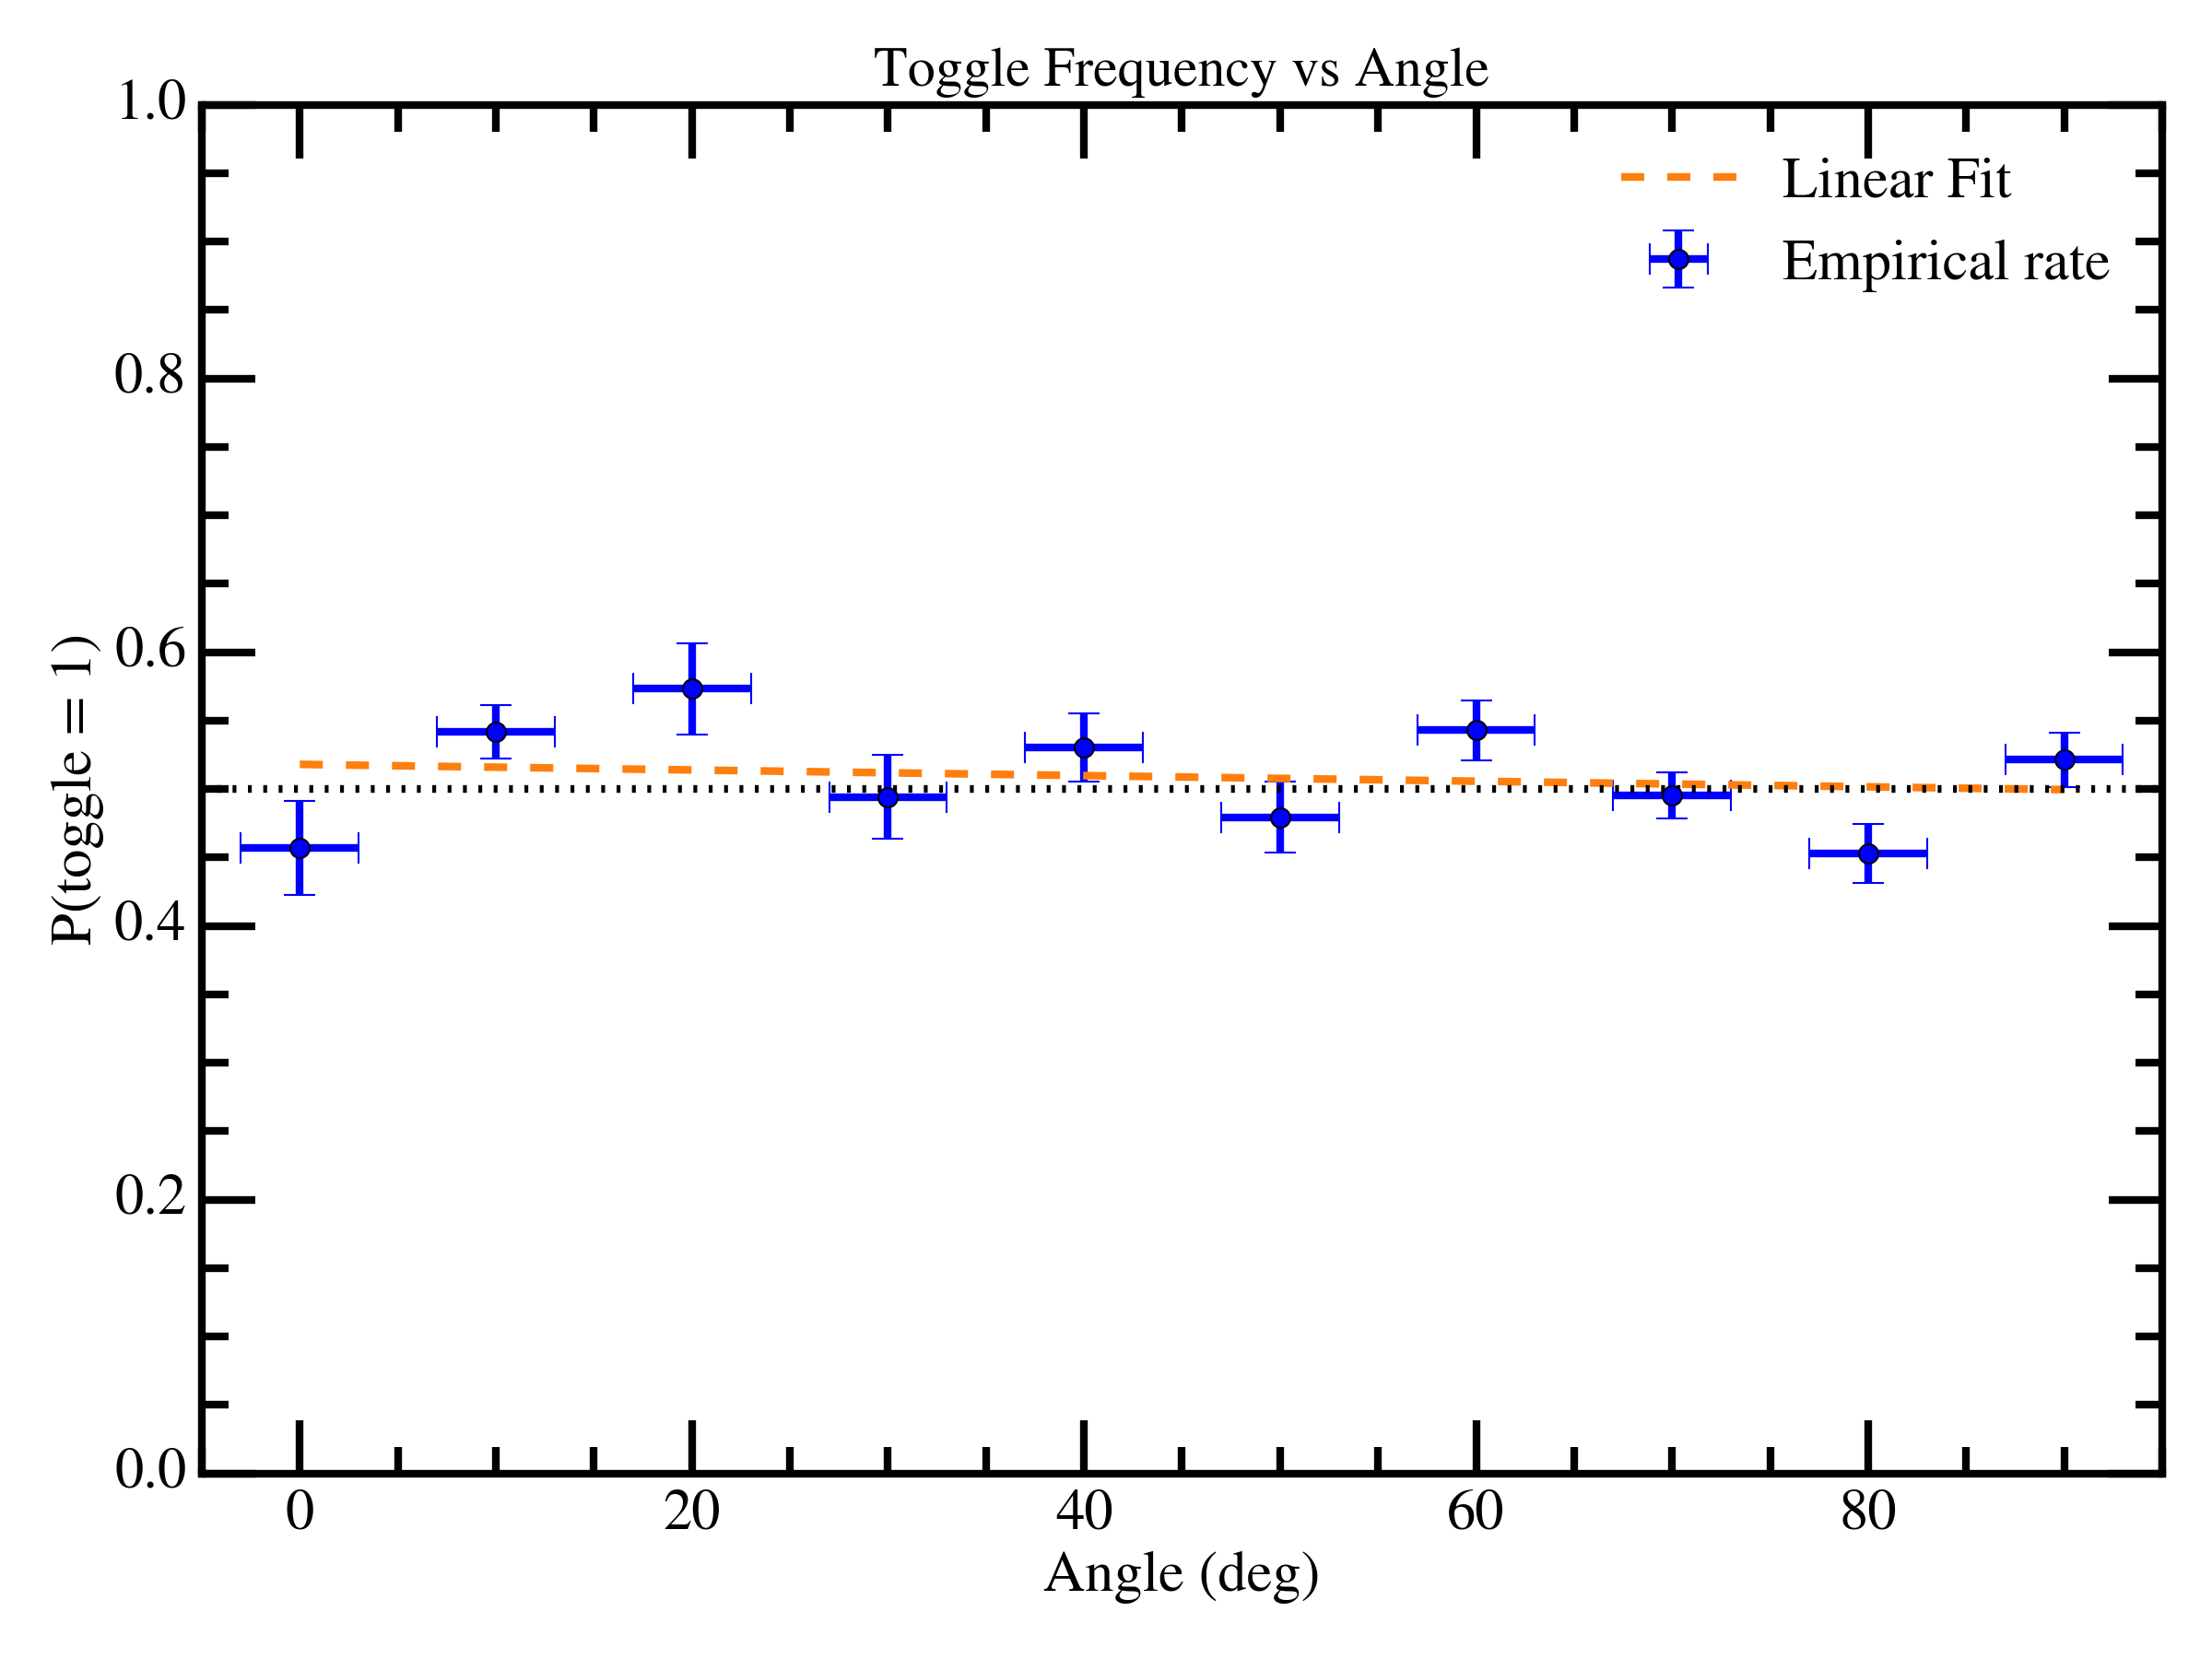 Toggle Frequency vs Angle
1.0
Linear Fit
Empirical rate
0.8
0.6
P(toggle = 1)
0.4
0.2
0.0
0 20 40 60 80
Angle (deg)